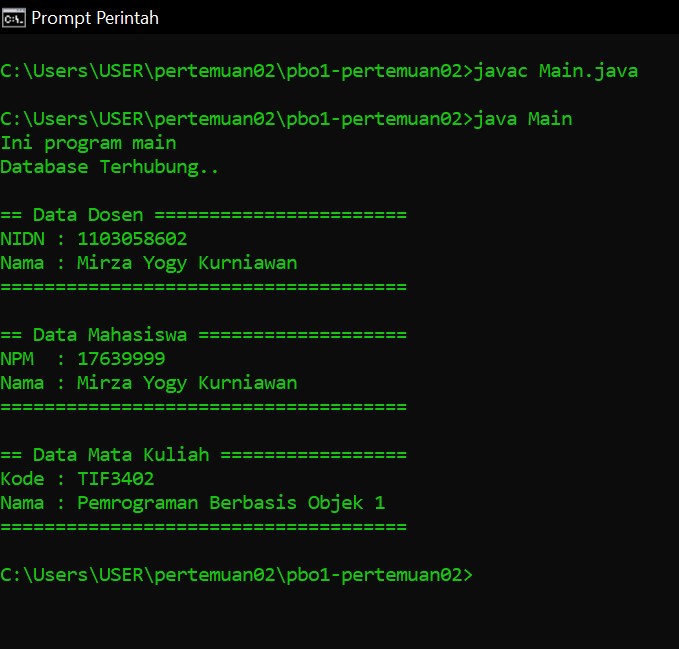 Prompt Perintah
C:\Users\USER\pertemuan02\pbo1-pertemuan02>javac Main.java
C:\Users\USER\pertemuan02\pbo1-pertemuan02>java Main
Ini program main
Database Terhubung..
== Data Dosen =======================
NIDN : 1103058602
Nama : Mirza Yogy Kurniawan
=====================================
== Data Mahasiswa ===================
NPM  : 17639999
Nama : Mirza Yogy Kurniawan
=====================================
== Data Mata Kuliah =================
Kode : TIF3402
Nama : Pemrograman Berbasis Objek 1
=====================================
C:\Users\USER\pertemuan02\pbo1-pertemuan02>